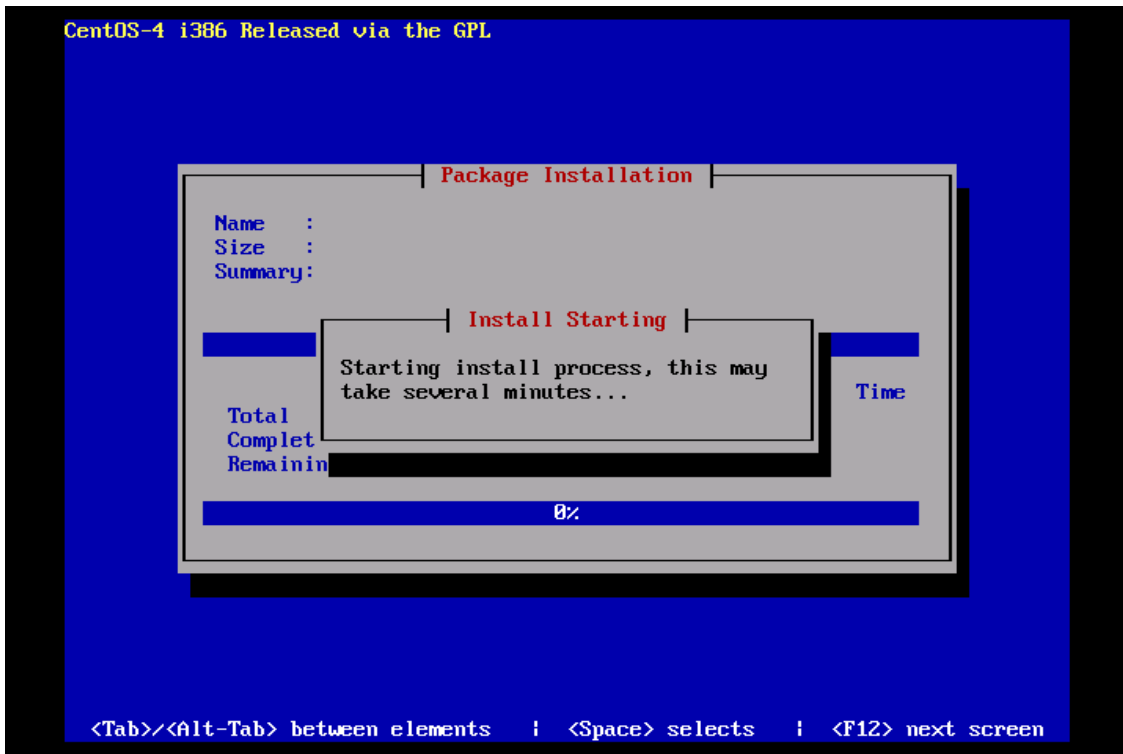 CentOS-4 i386 Released via the GPL
Package Installation
Name :
Size :
Summary:
Install Starting
Starting install process, this may
take several minutes...
Time
Total
Complet
Remainin
0%
<Tab>/<Alt-Tab> between elements | <Space> selects | <F12> next screen